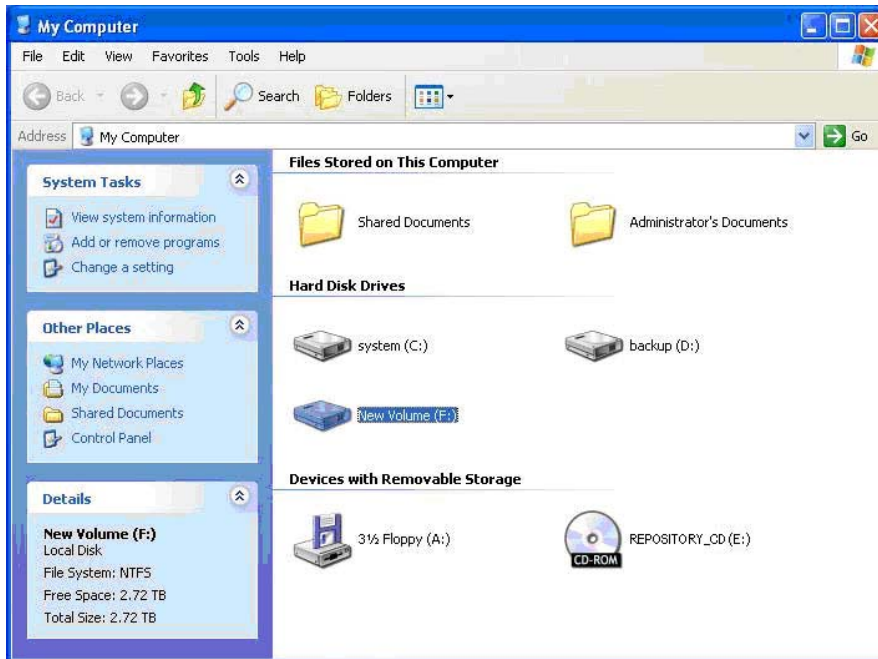 My Computer
File Edit View Favorites Tools Help
Back Search Folders
Address My Computer Go
System Tasks
View system information
Add or remove programs
Change a setting
Other Places
My Network Places
My Documents
Shared Documents
Control Panel
Details
New Volume (F:)
Local Disk
File System: NTFS
Free Space: 2.72 TB
Total Size: 2.72 TB
Files Stored on This Computer
Shared Documents
Administrator's Documents
Hard Disk Drives
system (C:)
backup (D:)
New Volume (F:)
Devices with Removable Storage
3½ Floppy (A:)
CD-ROM
REPOSITORY_CD (E:)